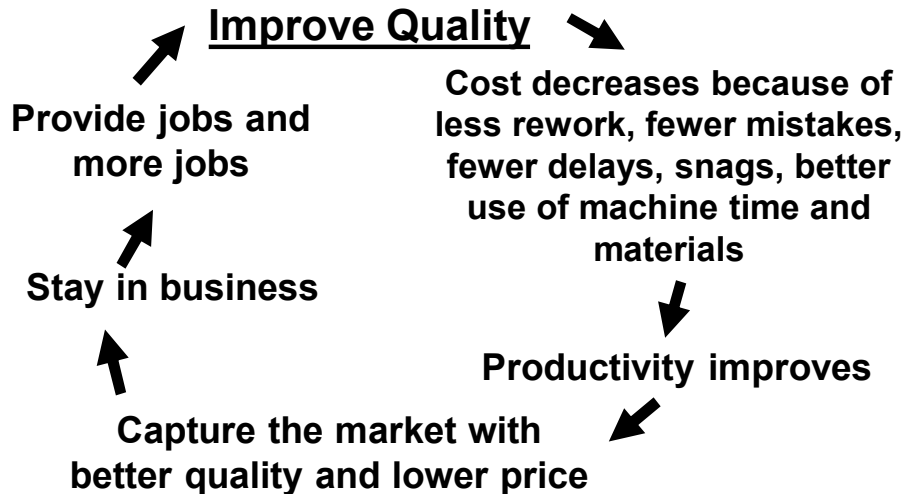 Improve Quality
Cost decreases because of
less rework, fewer mistakes,
fewer delays, snags, better
use of machine time and
materials
Productivity improves
Capture the market with
better quality and lower price
Stay in business
Provide jobs and
more jobs